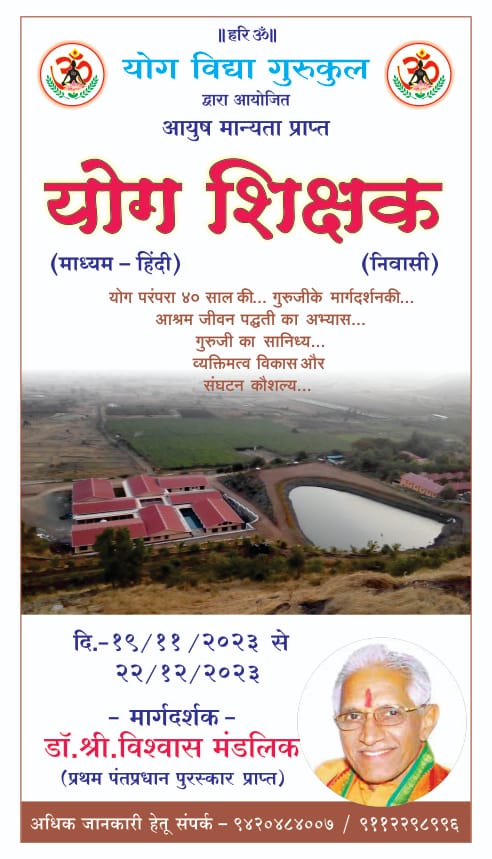 ॥ हरि ॐ॥
योग विद्या गुरुकुल
द्वारा आयोजित
आयुष मान्यता प्राप्त
योग शिक्षक
(माध्यम – हिंदी) (निवासी)
योग परंपरा ४० साल की... गुरुजीके मार्गदर्शनकी...
आश्रम जीवन पद्धती का अभ्यास...
गुरुजी का सानिध्य...
व्यक्तिमत्व विकास और
संघटन कौशल्य...
दि.-१९/११/२०२३ से
२२/१२/२०२३
- मार्गदर्शक -
डॉ.श्री.विश्वास मंडलिक
(प्रथम पंतप्रधान पुरस्कार प्राप्त)
अधिक जानकारी हेतू संपर्क – ९४२०४८४००७ / ९११२२९८९९६